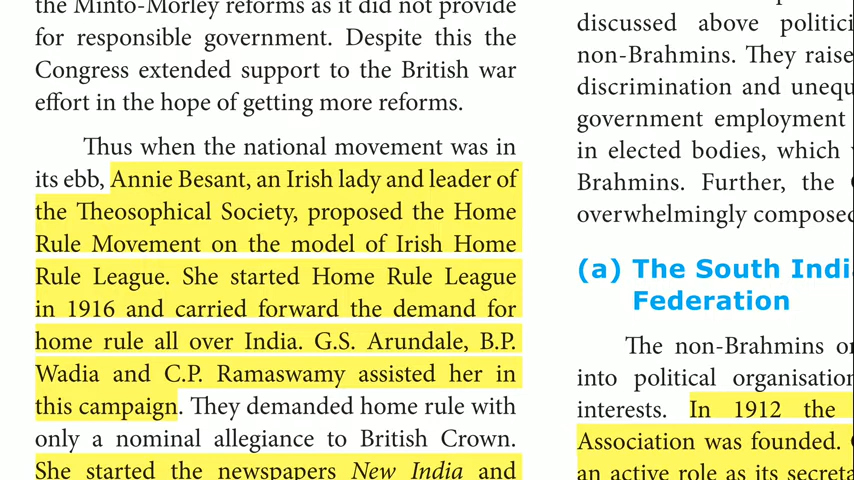 the Minto-Morley reforms as it did not provide
for responsible government. Despite this the
Congress extended support to the British war
effort in the hope of getting more reforms.
Thus when the national movement was in
its ebb, Annie Besant, an Irish lady and leader of
the Theosophical Society, proposed the Home
Rule Movement on the model of Irish Home
Rule League. She started Home Rule League
in 1916 and carried forward the demand for
home rule all over India. G.S. Arundale, B.P.
Wadia and C.P. Ramaswamy assisted her in
this campaign. They demanded home rule with
only a nominal allegiance to British Crown.
She started the newspapers New India and
discussed above
non-Brahmins. They
discrimination and
government employment
in elected bodies, which
Brahmins. Further, the
overwhelmingly
(a) The South
Federation
The non-Brahmins
into political
interests. In 1912 the
Association was founded.
an active role as its